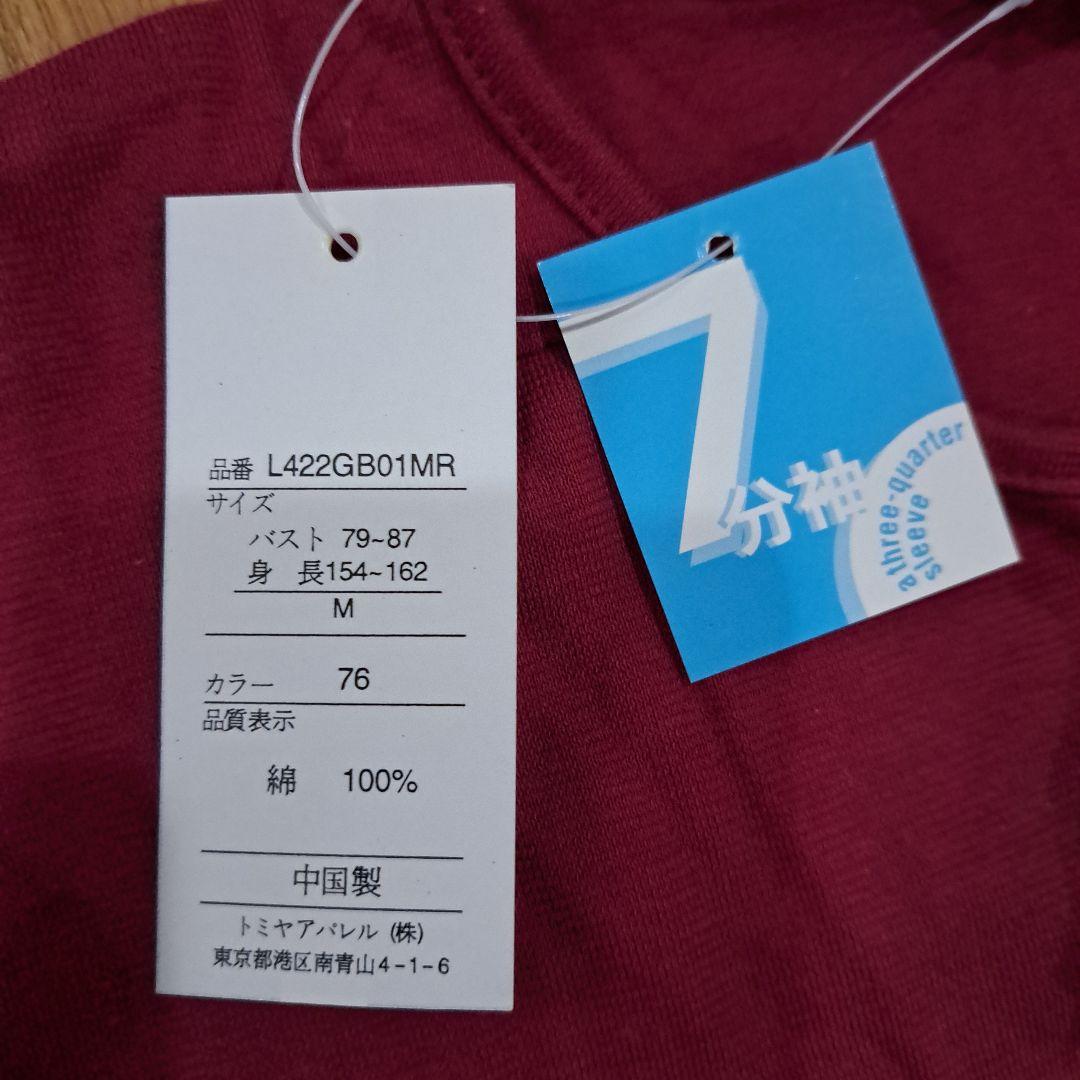 品番 L422GB01MR
サイズ
バスト 79~87
身 長154~162
M
カラー 76
品質表示
綿 100%
中国製
トミヤアパレル (株)
東京都港区南青山4-1-6
7分袖
a three-quarter
sleeve